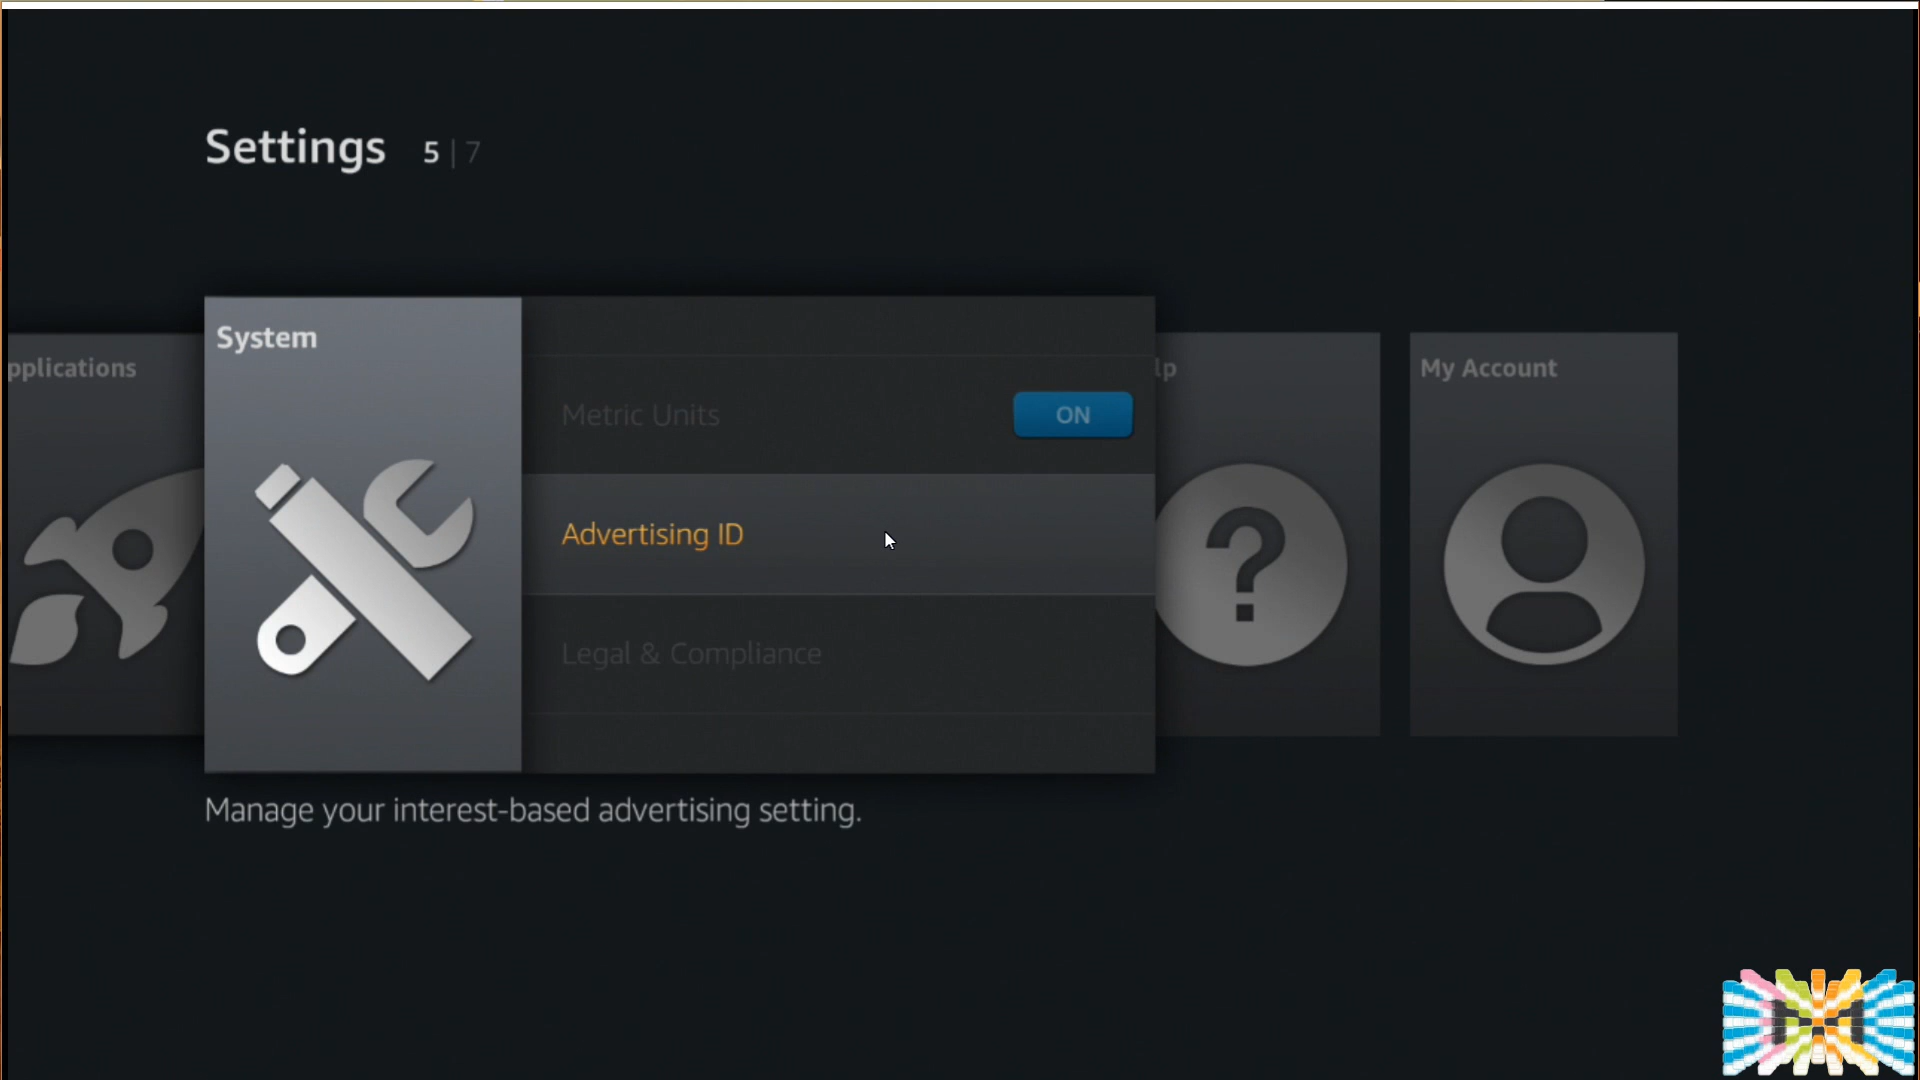 Settings 5 | 7
pplications
System
Metric Units ON
Advertising ID
Legal & Compliance
lp
My Account
Manage your interest-based advertising setting.